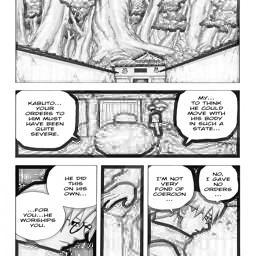 MY...
TO THINK
HE COULD
MOVE WITH
HIS BODY
IN SUCH A
STATE...
KABUTO...
YOUR
ORDERS TO
HIM MUST
HAVE BEEN
QUITE
SEVERE.
NO,
I GAVE
NO
ORDERS...
I'M NOT
VERY
FOND OF
COERCION...
HE DID
THIS
ON HIS
OWN...
...FOR
YOU...HE
WORSHIPS
YOU.